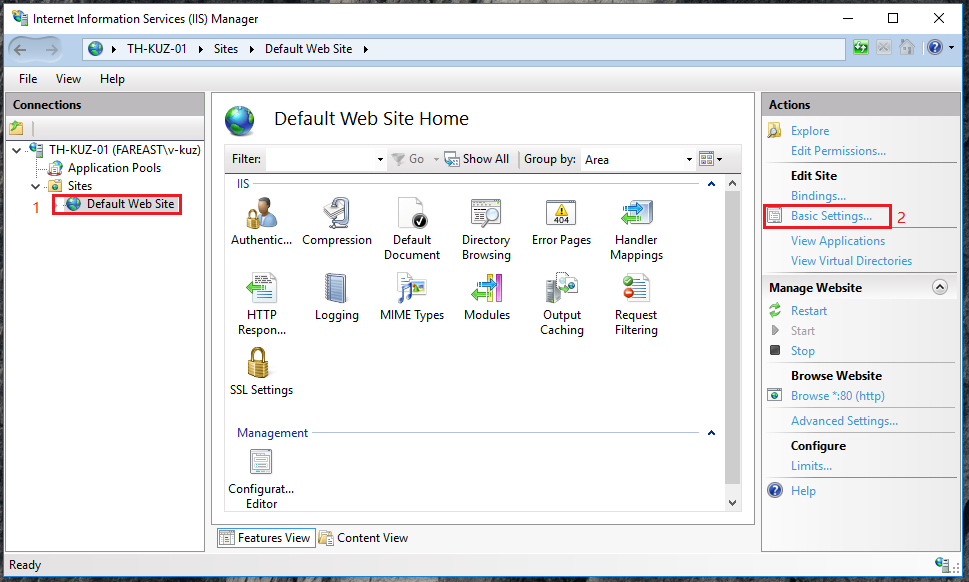 Internet Information Services (IIS) Manager
TH-KUZ-01
Sites
Default Web Site
File
View
Help
Connections
TH-KUZ-01 (FAREAST\v-kuz)
Application Pools
Sites
1
Default Web Site
Default Web Site Home
Filter:
Go
Show All
Group by:
Area
IIS
Authentic...
Compression
Default
Document
Directory
Browsing
Error Pages
404
Handler
Mappings
HTTP
Respon...
Logging
MIME Types
Modules
Output
Caching
Request
Filtering
SSL Settings
Management
Configurat...
Editor
Features View
Content View
Actions
Explore
Edit Permissions...
Edit Site
Bindings...
Basic Settings...
2
View Applications
View Virtual Directories
Manage Website
Restart
Start
Stop
Browse Website
Browse *:80 (http)
Advanced Settings...
Configure
Limits...
Help
Ready